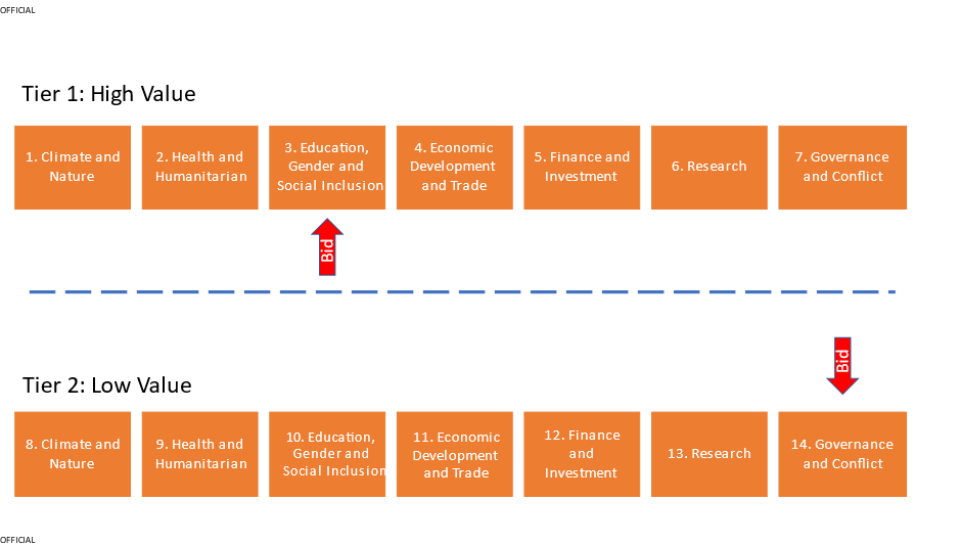 OFFICIAL
Tier 1: High Value
1. Climate and
Nature
2. Health and
Humanitarian
3. Education,
Gender and
Social Inclusion
4. Economic
Development
and Trade
5. Finance and
Investment
6. Research
7. Governance
and Conflict
Bid
Bid
Tier 2: Low Value
8. Climate and
Nature
9. Health and
Humanitarian
10. Education,
Gender and
Social Inclusion
11. Economic
Development
and Trade
12. Finance
and
Investment
13. Research
14. Governance
and Conflict
OFFICIAL